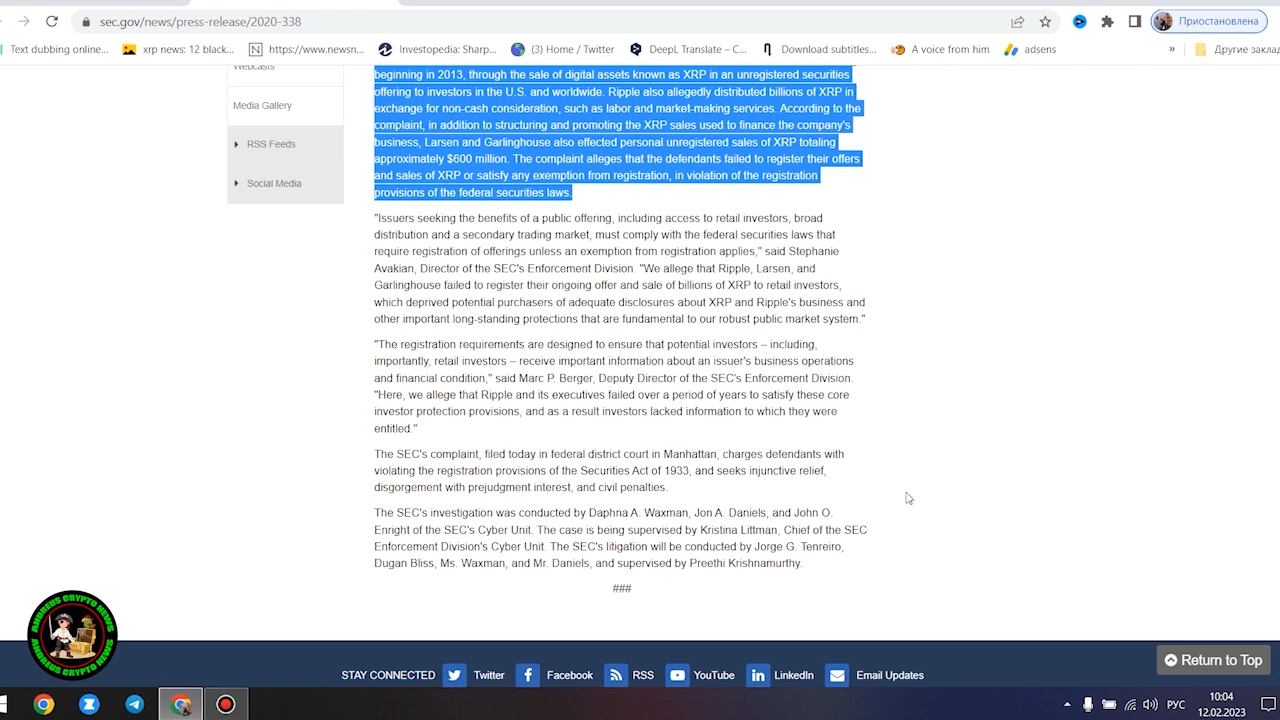 sec.gov/news/press-release/2020-338
Приостановлена
Text dubbing online...
xrp news: 12 black...
https://www.newsn...
Investopedia: Sharp...
(3) Home / Twitter
DeepL Translate – C...
Download subtitles...
A voice from him
adsens
»
Другие заклад
Webcasts
Media Gallery
RSS Feeds
Social Media
beginning in 2013, through the sale of digital assets known as XRP in an unregistered securities
offering to investors in the U.S. and worldwide. Ripple also allegedly distributed billions of XRP in
exchange for non-cash consideration, such as labor and market-making services. According to the
complaint, in addition to structuring and promoting the XRP sales used to finance the company's
business, Larsen and Garlinghouse also effected personal unregistered sales of XRP totaling
approximately $600 million. The complaint alleges that the defendants failed to register their offers
and sales of XRP or satisfy any exemption from registration, in violation of the registration
provisions of the federal securities laws.
"Issuers seeking the benefits of a public offering, including access to retail investors, broad
distribution and a secondary trading market, must comply with the federal securities laws that
require registration of offerings unless an exemption from registration applies," said Stephanie
Avakian, Director of the SEC's Enforcement Division. "We allege that Ripple, Larsen, and
Garlinghouse failed to register their ongoing offer and sale of billions of XRP to retail investors,
which deprived potential purchasers of adequate disclosures about XRP and Ripple's business and
other important long-standing protections that are fundamental to our robust public market system."
"The registration requirements are designed to ensure that potential investors – including,
importantly, retail investors – receive important information about an issuer's business operations
and financial condition," said Marc P. Berger, Deputy Director of the SEC's Enforcement Division.
"Here, we allege that Ripple and its executives failed over a period of years to satisfy these core
investor protection provisions, and as a result investors lacked information to which they were
entitled."
The SEC's complaint, filed today in federal district court in Manhattan, charges defendants with
violating the registration provisions of the Securities Act of 1933, and seeks injunctive relief,
disgorgement with prejudgment interest, and civil penalties.
The SEC's investigation was conducted by Daphna A. Waxman, Jon A. Daniels, and John O.
Enright of the SEC's Cyber Unit. The case is being supervised by Kristina Littman, Chief of the SEC
Enforcement Division's Cyber Unit. The SEC's litigation will be conducted by Jorge G. Tenreiro,
Dugan Bliss, Ms. Waxman, and Mr. Daniels, and supervised by Preethi Krishnamurthy.
###
ANDREUS CRYPTO NEWS
ANDREUS CRYPTO NEWS
STAY CONNECTED
Twitter
Facebook
RSS
YouTube
LinkedIn
Email Updates
Return to Top
РУС
10:04
12.02.2023